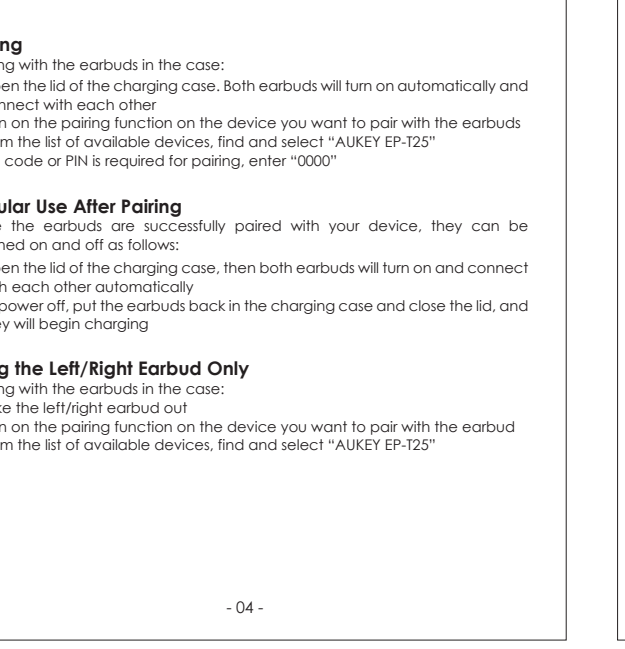 ng
ng with the earbuds in the case:
en the lid of the charging case. Both earbuds will turn on automatically and
nnect with each other
n on the pairing function on the device you want to pair with the earbuds
m the list of available devices, find and select “AUKEY EP-T25”
code or PIN is required for pairing, enter “0000”
ular Use After Pairing
e the earbuds are successfully paired with your device, they can be
ned on and off as follows:
en the lid of the charging case, then both earbuds will turn on and connect
h each other automatically
power off, put the earbuds back in the charging case and close the lid, and
ey will begin charging
g the Left/Right Earbud Only
ng with the earbuds in the case:
ke the left/right earbud out
n on the pairing function on the device you want to pair with the earbud
m the list of available devices, find and select “AUKEY EP-T25”
- 04 -